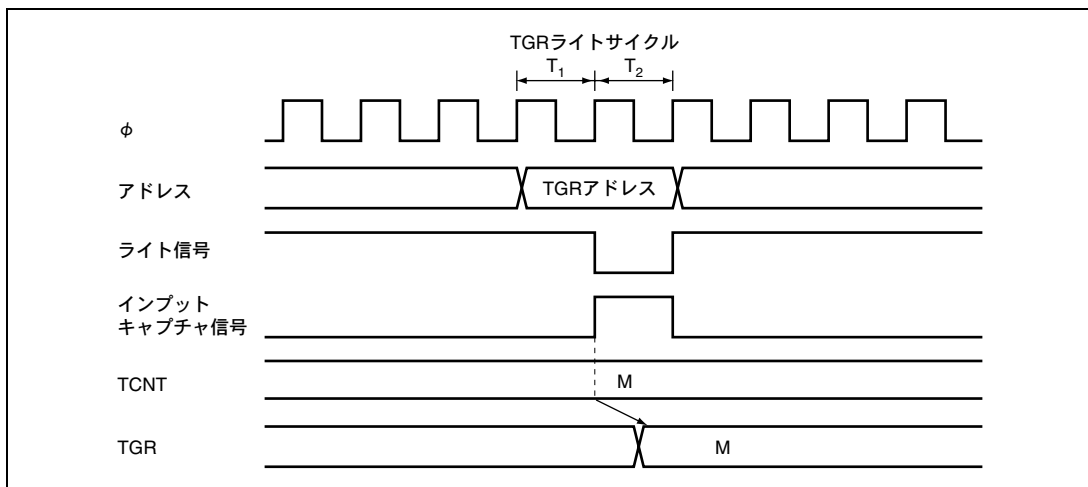 TGRライトサイクル
T1 T2
φ
アドレス TGRアドレス
ライト信号
インプット
キャプチャ信号
TCNT M
TGR M